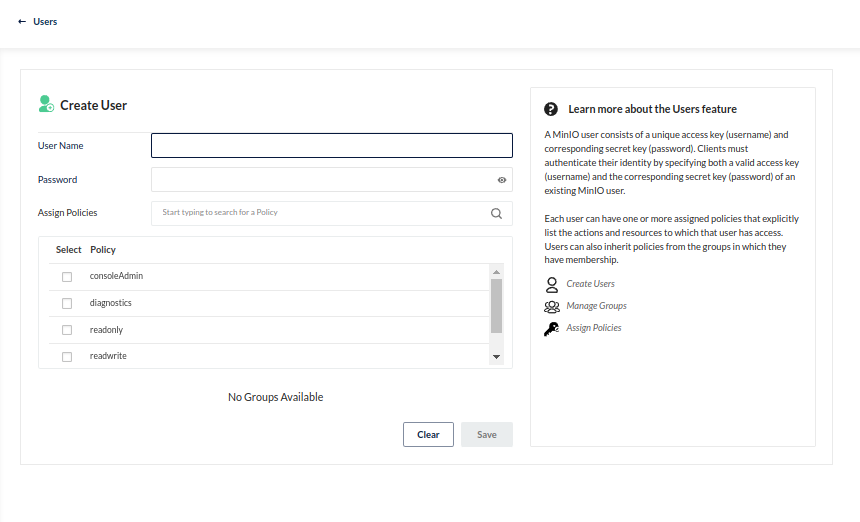 ← Users
Create User
User Name
Password
Assign Policies
Start typing to search for a Policy
Select Policy
consoleAdmin
diagnostics
readonly
readwrite
No Groups Available
Clear
Save
Learn more about the Users feature
A MinIO user consists of a unique access key (username) and
corresponding secret key (password). Clients must
authenticate their identity by specifying both a valid access key
(username) and the corresponding secret key (password) of an
existing MinIO user.
Each user can have one or more assigned policies that explicitly
list the actions and resources to which that user has access.
Users can also inherit policies from the groups in which they
have membership.
Create Users
Manage Groups
Assign Policies